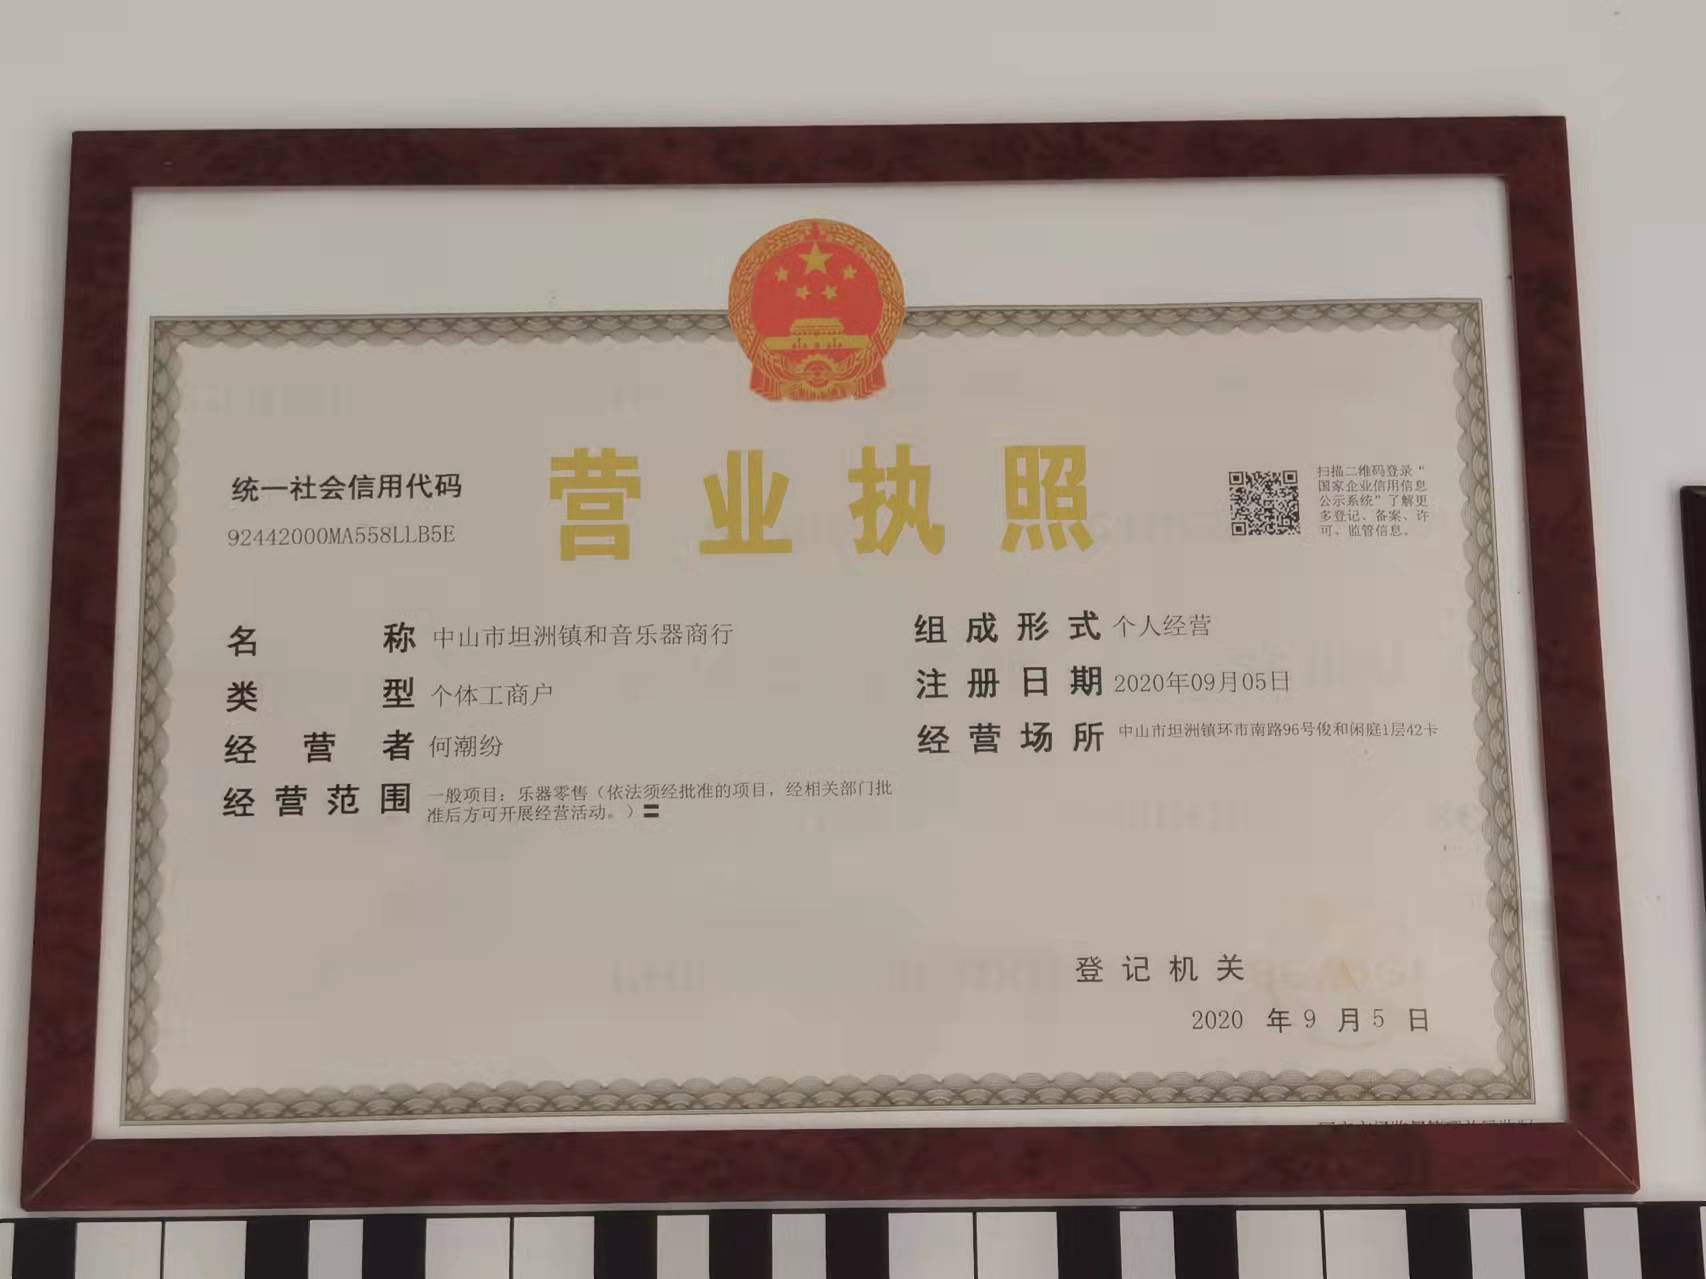 统一社会信用代码
92442000MA558LLB5E
营业执照
扫描二维码登录“
国家企业信用信息
公示系统”了解更
多登记、备案、许
可、监管信息。
名称 中山市坦洲镇和音乐器商行
类型 个体工商户
经营者 何潮纷
经营范围 一般项目：乐器零售（依法须经批准的项目，经相关部门批
准后方可开展经营活动。）〓
组成形式 个人经营
注册日期 2020年09月05日
经营场所 中山市坦洲镇环市南路96号俊和闲庭1层42卡
登记机关
2020 年 9 月 5 日